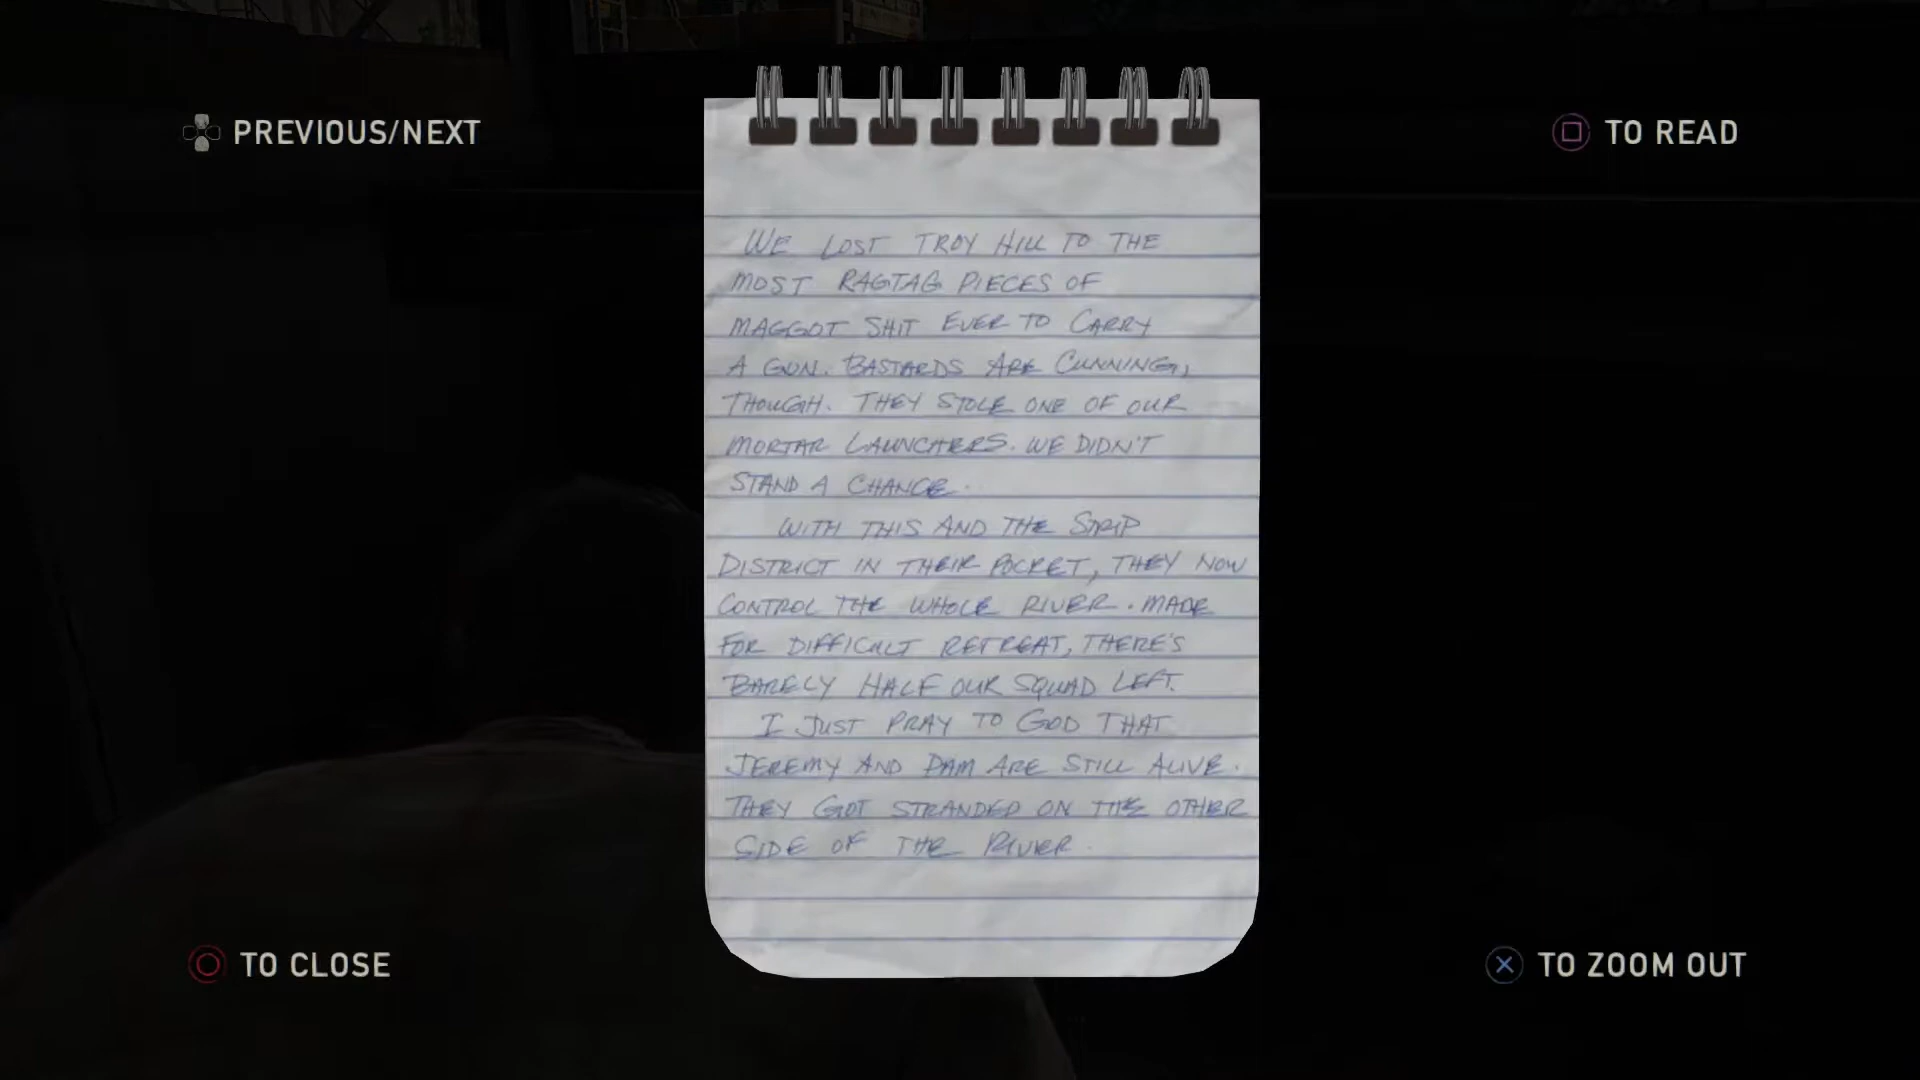 PREVIOUS/NEXT
TO READ
WE LOST TROY HILL TO THE
MOST RAGTAG PIECES OF
MAGGOT SHIT EVER TO CARRY
A GUN. BASTARDS ARE CUNNING,
THOUGH. THEY STOLE ONE OF OUR
MORTAR LAUNCHERS. WE DIDN'T
STAND A CHANCE.
WITH THIS AND THE STRIP
DISTRICT IN THEIR POCKET, THEY NOW
CONTROL THE WHOLE RIVER. MADE
FOR DIFFICULT RETREAT, THERE'S
BARELY HALF OUR SQUAD LEFT.
I JUST PRAY TO GOD THAT
JEREMY AND DAM ARE STILL ALIVE.
THEY GOT STRANDED ON THE OTHER
SIDE OF THE RIVER.
TO CLOSE
TO ZOOM OUT